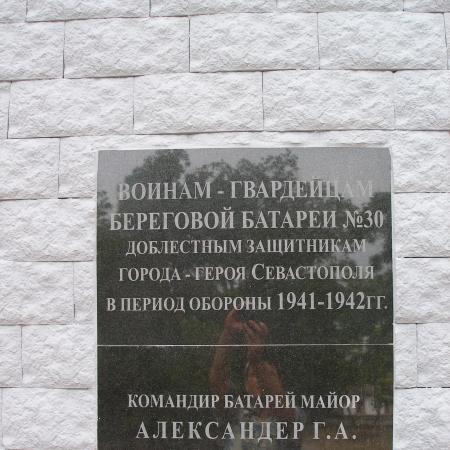 ВОИНАМ - ГВАРДЕЙЦАМ
БЕРЕГОВОЙ БАТАРЕИ №30
ДОБЛЕСТНЫМ ЗАЩИТНИКАМ
ГОРОДА - ГЕРОЯ СЕВАСТОПОЛЯ
В ПЕРИОД ОБОРОНЫ 1941-1942ГГ.
КОМАНДИР БАТАРЕЙ МАЙОР
АЛЕКСАНДЕР Г.А.